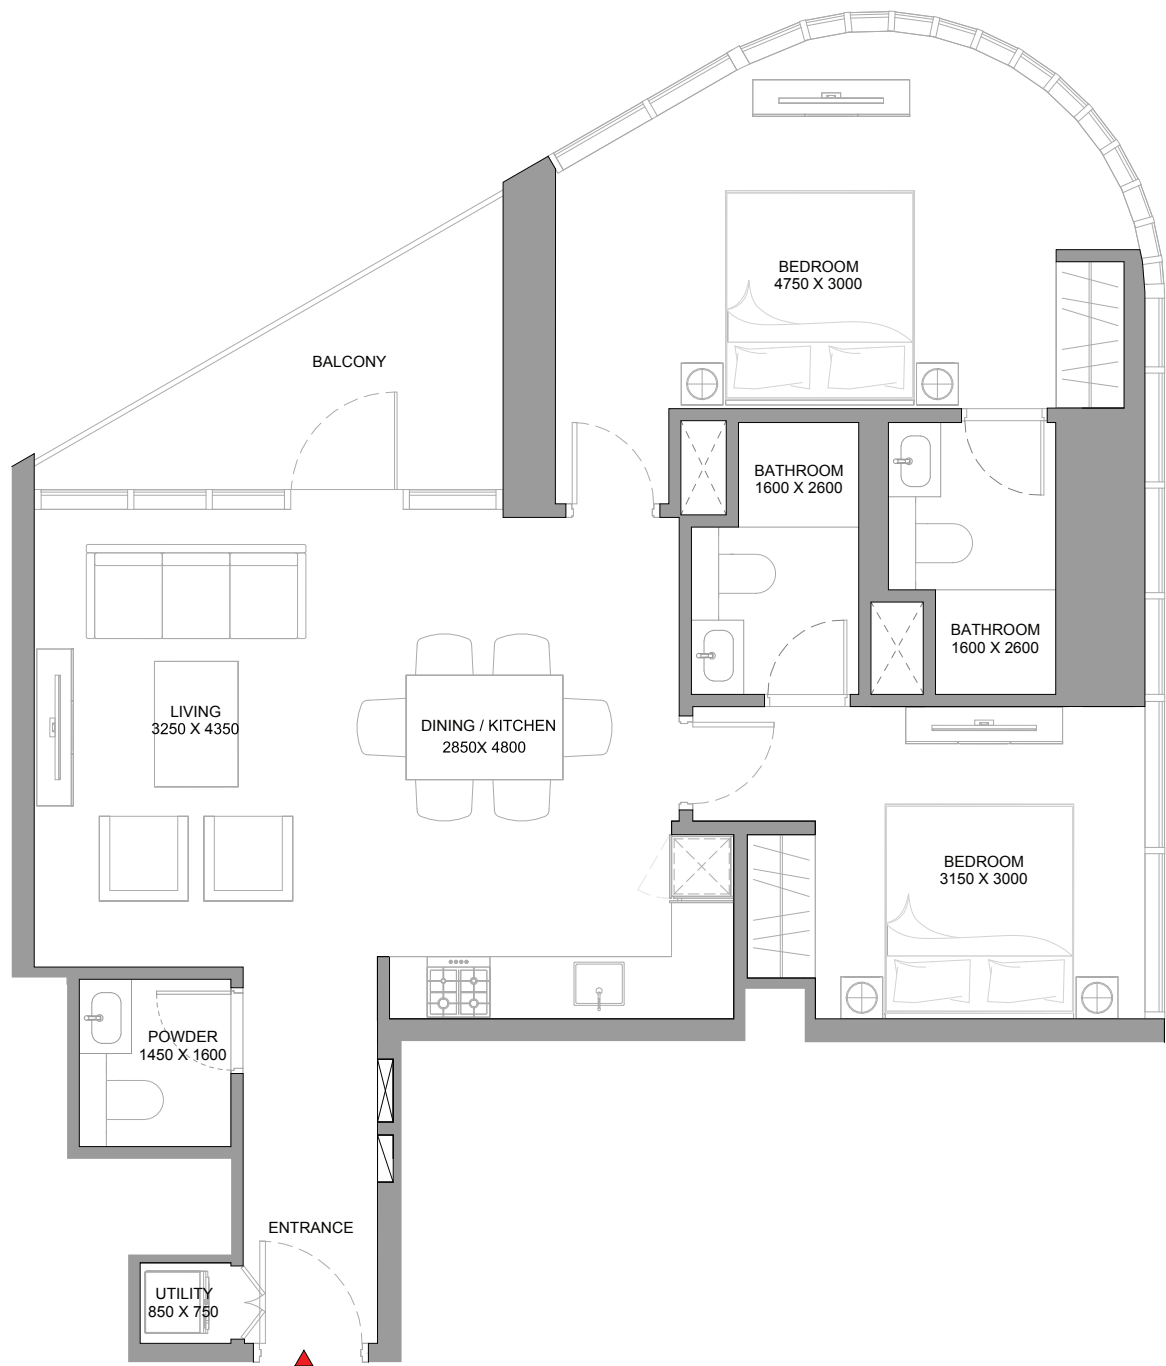 BEDROOM
4750 X 3000
BALCONY
BATHROOM
1600 X 2600
BATHROOM
1600 X 2600
LIVING
3250 X 4350
DINING / KITCHEN
2850X 4800
BEDROOM
3150 X 3000
POWDER
1450 X 1600
ENTRANCE
UTILITY
850 X 750